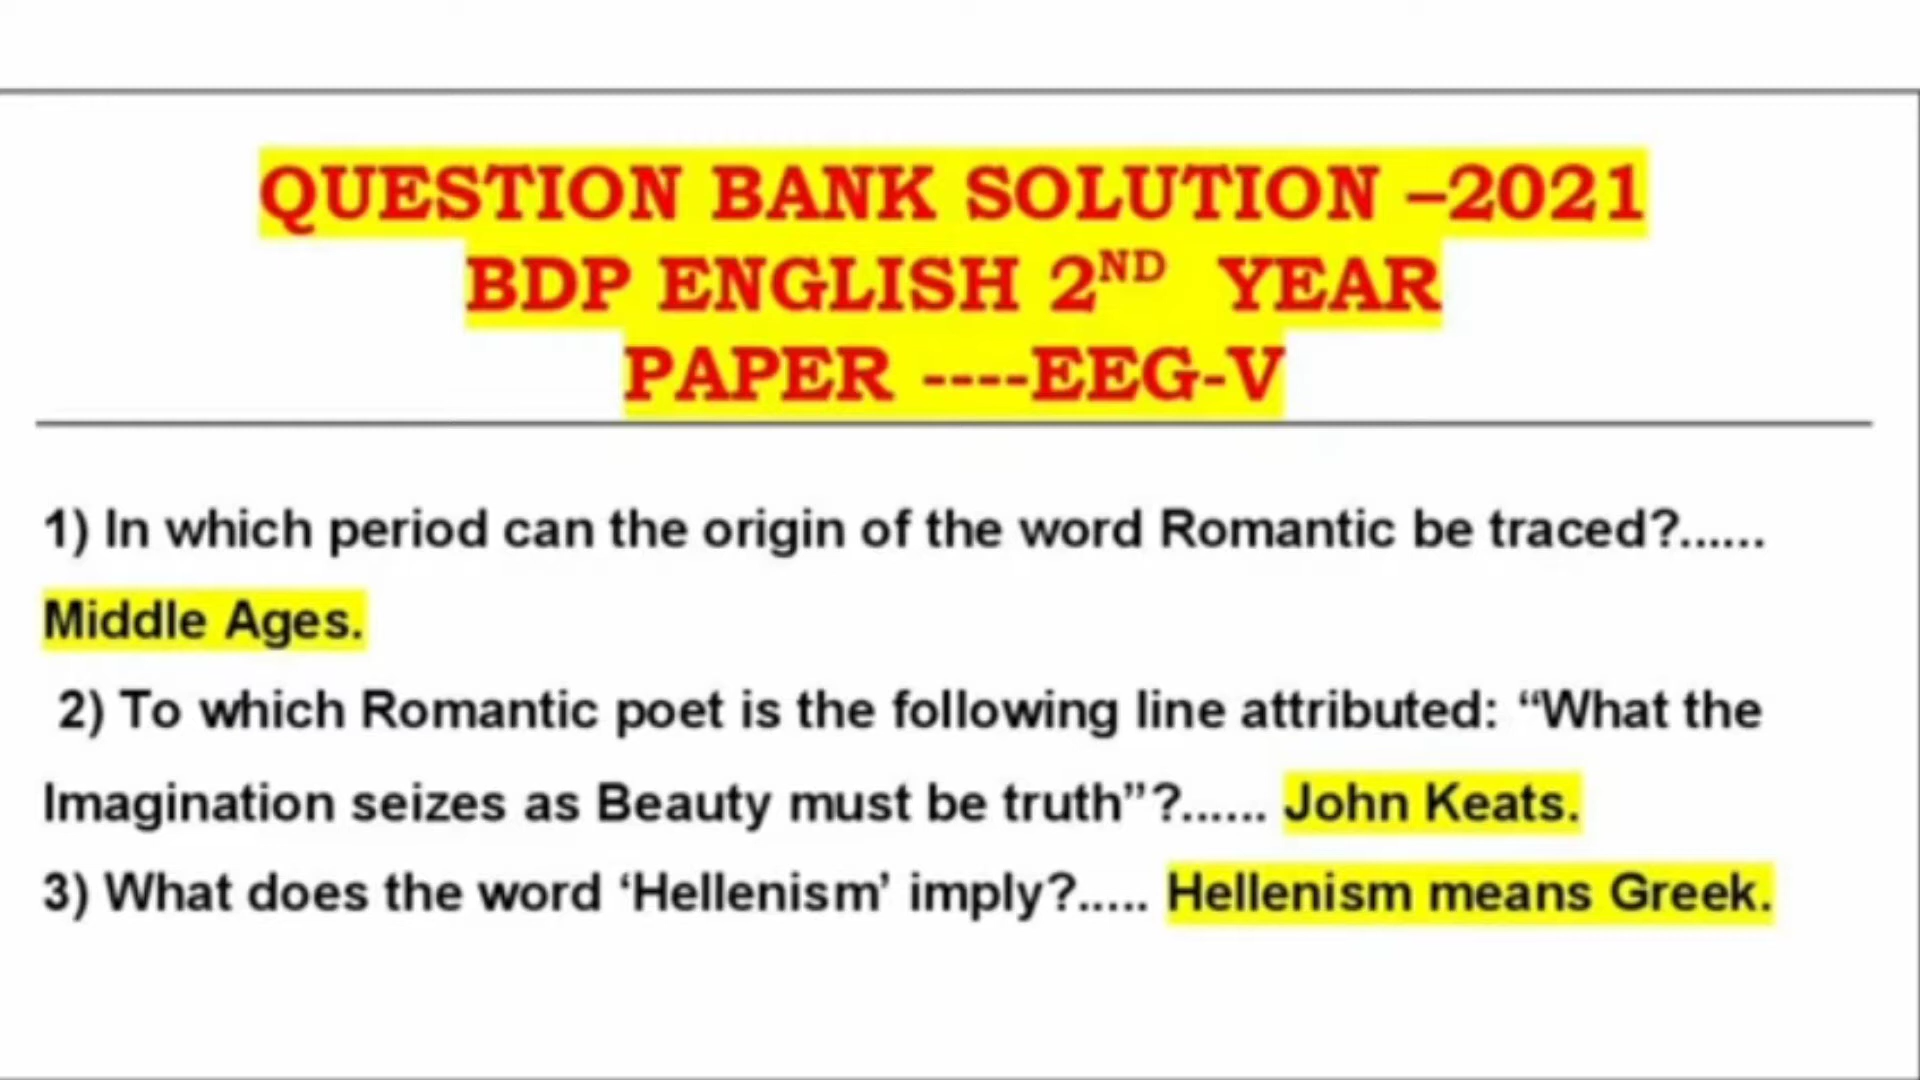 QUESTION BANK SOLUTION –2021
BDP ENGLISH 2ND YEAR
PAPER ----EEG-V
1) In which period can the origin of the word Romantic be traced?......
Middle Ages.
2) To which Romantic poet is the following line attributed: “What the
Imagination seizes as Beauty must be truth”?...... John Keats.
3) What does the word ‘Hellenism’ imply?..... Hellenism means Greek.